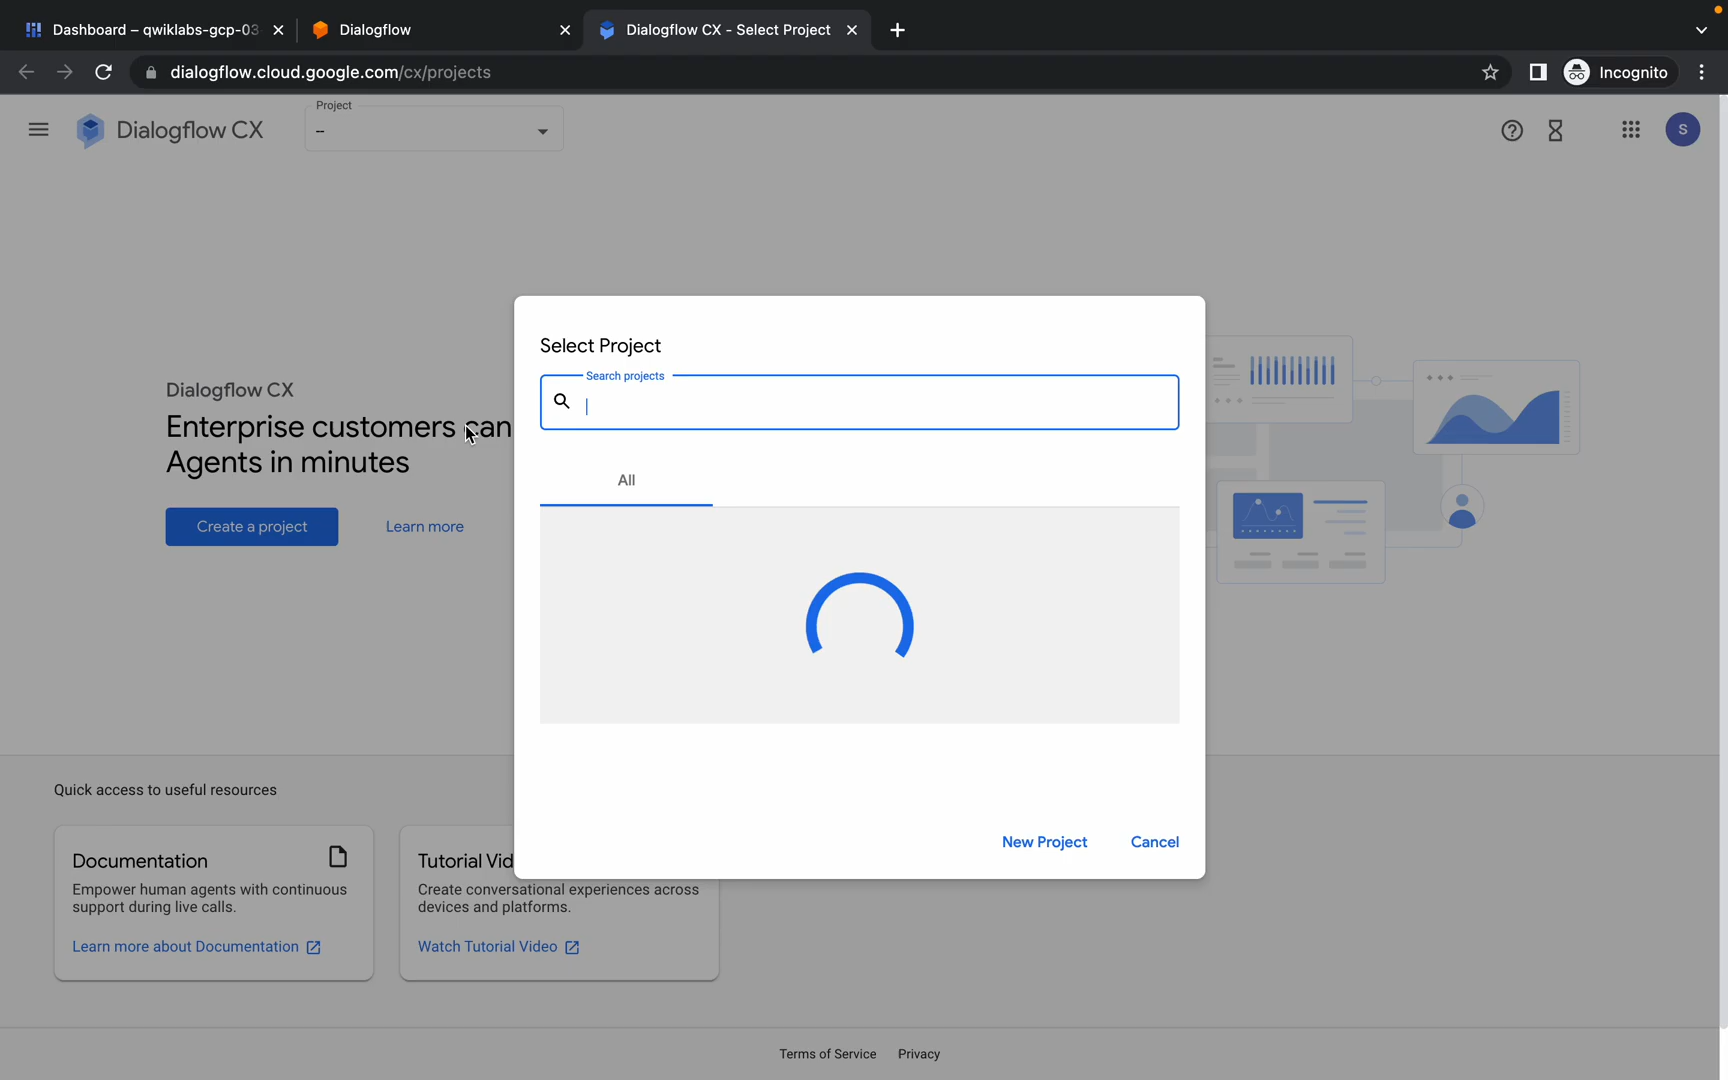 Dashboard – qwiklabs-gcp-03
Dialogflow
Dialogflow CX - Select Project
dialogflow.cloud.google.com/cx/projects
Incognito
Dialogflow CX
Project
–
S
Dialogflow CX
Enterprise customers can
Agents in minutes
Create a project
Learn more
Select Project
Search projects
All
New Project
Cancel
Quick access to useful resources
Documentation
Empower human agents with continuous
support during live calls.
Learn more about Documentation
Tutorial Vid
Create conversational experiences across
devices and platforms.
Watch Tutorial Video
Terms of Service
Privacy